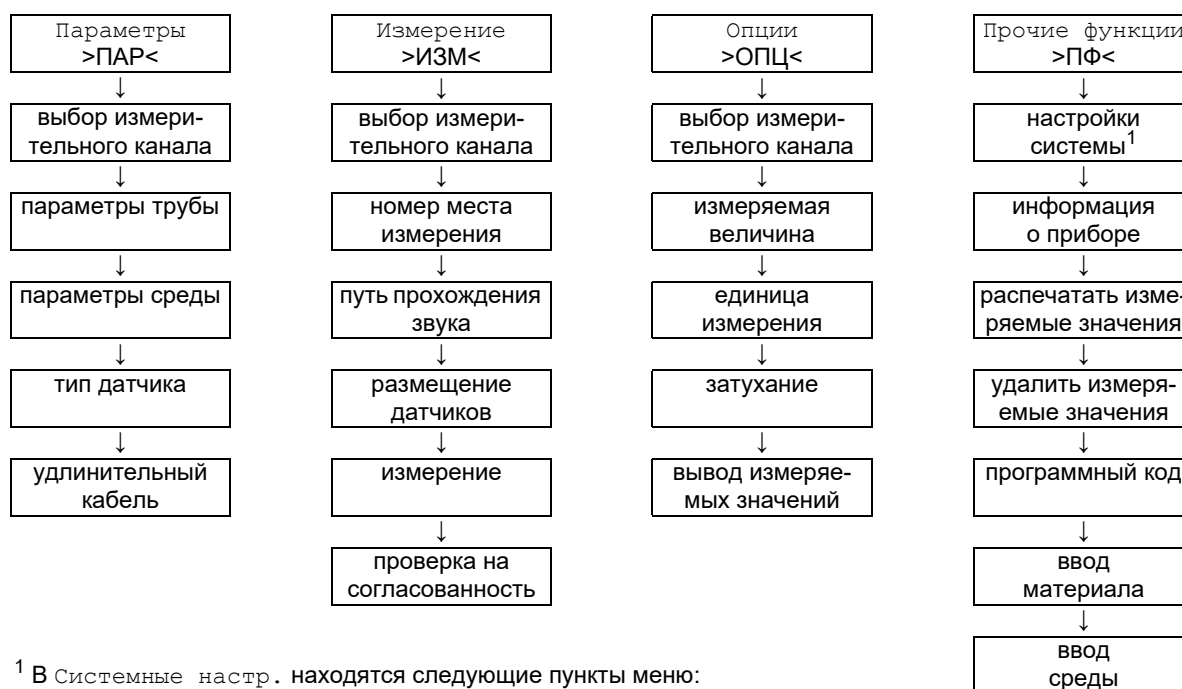 Параметры
>ПАР<
↓
выбор измери-
тельного канала
↓
параметры трубы
↓
параметры среды
↓
тип датчика
↓
удлинительный
кабель
Измерение
>ИЗМ<
↓
выбор измери-
тельного канала
↓
номер места
измерения
↓
путь прохождения
звука
↓
размещение
датчиков
↓
измерение
↓
проверка на
согласованность
Опции
>ОПЦ<
↓
выбор измери-
тельного канала
↓
измеряемая
величина
↓
единица
измерения
↓
затухание
↓
вывод измеряе-
мых значений
Прочие функции
>ПФ<
↓
настройки
системы1
↓
информация
о приборе
↓
распечатать изме-
ряемые значения
↓
удалить измеря-
емые значения
↓
программный код
↓
ввод
материала
↓
ввод
среды
1 В Системные настр. находятся следующие пункты меню: